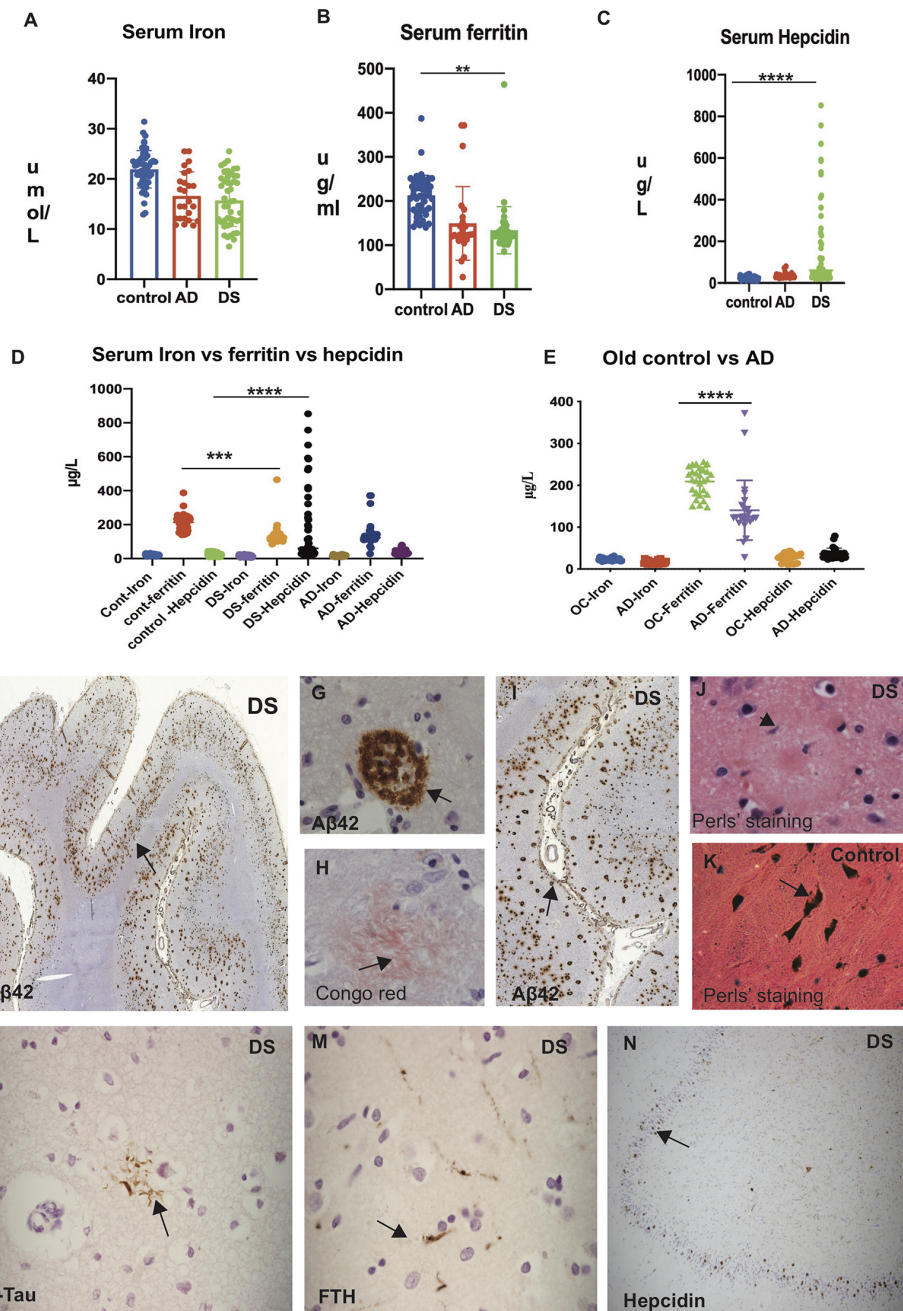 A
Serum Iron
40
30
20
10
0
u
m
ol/
L
control AD DS
B
Serum ferritin
**
500
400
300
200
100
0
u
g/
ml
control AD DS
C
Serum Hepcidin
****
1000
800
600
400
200
0
u
g/
L
control AD DS
D
Serum Iron vs ferritin vs hepcidin
****
***
1000
800
600
400
200
0
µg/L
Cont-Iron
cont-ferritin
control -Hepcidin
DS-Iron
DS-ferritin
DS-Hepcidin
AD-Iron
AD-ferritin
AD-Hepcidin
E
Old control vs AD
****
400
300
200
100
0
µg/L
OC-Iron
AD-Iron
OC-Ferritin
AD-Ferritin
OC-Hepcidin
AD-Hepcidin
DS
β42
G
Aβ42
H
Congo red
I
DS
Aβ42
J
DS
Perls' staining
K
Control
Perls' staining
DS
-Tau
M
DS
FTH
N
DS
Hepcidin